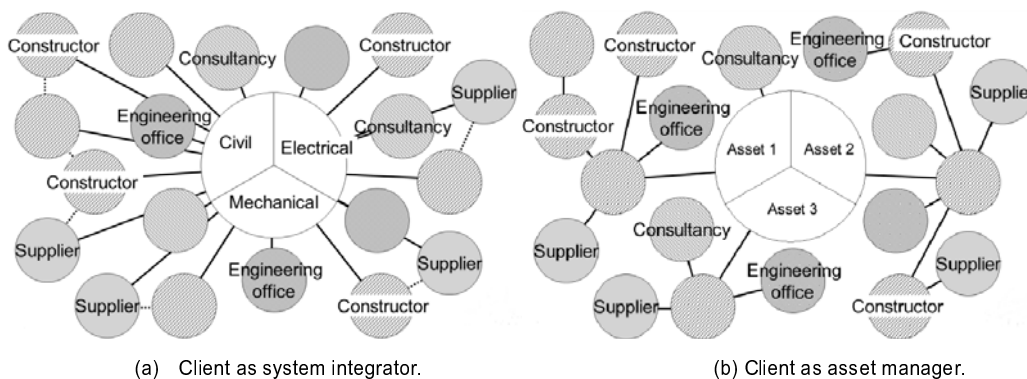 Constructor
Consultancy
Constructor
Supplier
Engineering
office
Civil
Electrical
Consultancy
Constructor
Mechanical
Supplier
Supplier
Engineering
office
Supplier
Constructor
(a) Client as system integrator.
Constructor
Consultancy
Engineering
office
Constructor
Supplier
Engineering
office
Constructor
Asset 1
Asset 2
Asset 3
Consultancy
Supplier
Supplier
Engineering
office
Supplier
Constructor
(b) Client as asset manager.